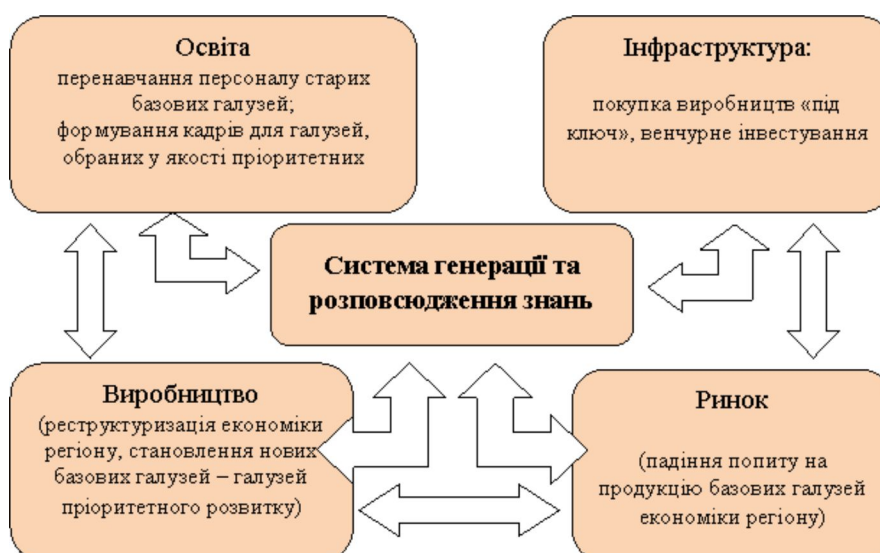 Освіта
перенавчання персоналу старих
базових галузей;
формування кадрів для галузей,
обраних у якості пріоритетних
Інфраструктура:
покупка виробництв «під
ключ», венчурне інвестування
Система генерації та
розповсюдження знань
Виробництво
(реструктуризація економіки
регіону, становлення нових
базових галузей – галузей
пріоритетного розвитку)
Ринок
(падіння попиту на
продукцію базових галузей
економіки регіону)